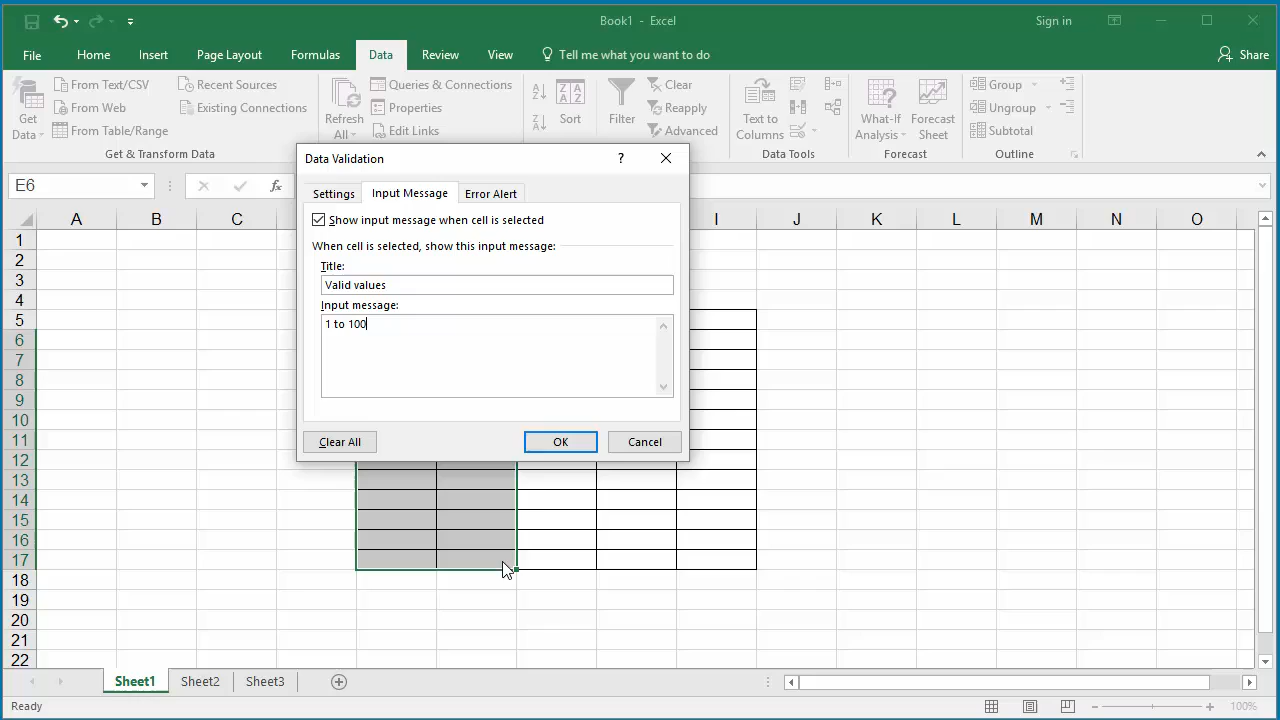 Book1 - Excel
Sign in
File Home Insert Page Layout Formulas Data Review View Tell me what you want to do Share
From Text/CSV Recent Sources Queries & Connections Clear Group
From Web Existing Connections Properties Reapply Ungroup
From Table/Range Edit Links Advanced Subtotal
Get Data
Refresh All
Sort
Filter
Text to Columns
What-If Analysis
Forecast Sheet
Get & Transform Data
Data Tools
Forecast
Outline
E6
fx
Data Validation ?
Settings Input Message Error Alert
Show input message when cell is selected
When cell is selected, show this input message:
Title:
Valid values
Input message:
1 to 100
Clear All OK Cancel
A B C I J K L M N O
1
2
3
4
5
6
7
8
9
10
11
12
13
14
15
16
17
18
19
20
21
22
Sheet1 Sheet2 Sheet3
Ready
100%